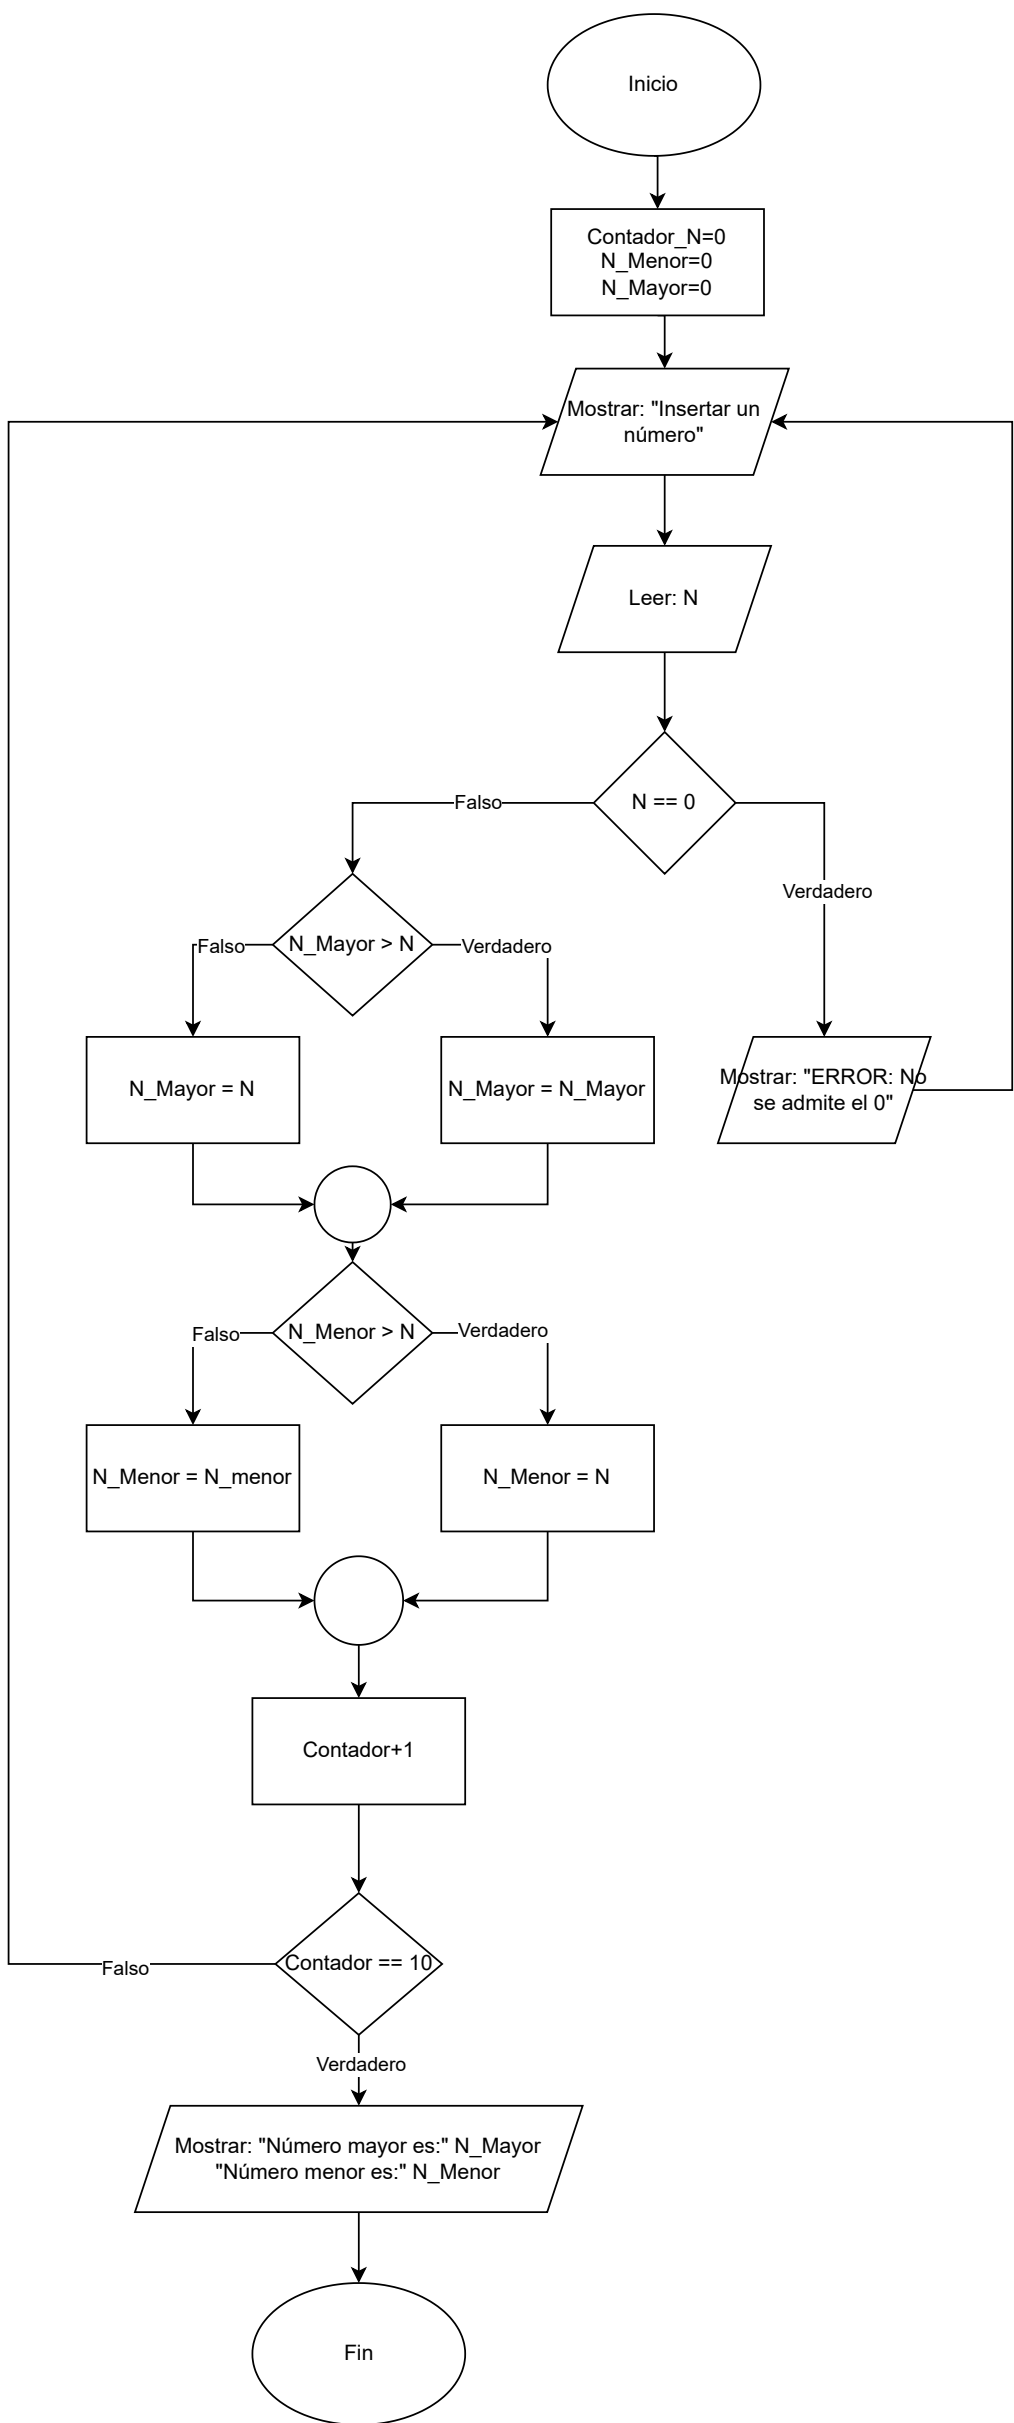 Inicio
Contador_N=0
N_Menor=0
N_Mayor=0
Mostrar: "Insertar un
número"
Leer: N
N == 0
Falso
Verdadero
N_Mayor > N
Falso
Verdadero
N_Mayor = N
N_Mayor = N_Mayor
Mostrar: "ERROR: No
se admite el 0"
N_Menor > N
Falso
Verdadero
N_Menor = N_menor
N_Menor = N
Contador+1
Contador == 10
Falso
Verdadero
Mostrar: "Número mayor es:" N_Mayor
"Número menor es:" N_Menor
Fin